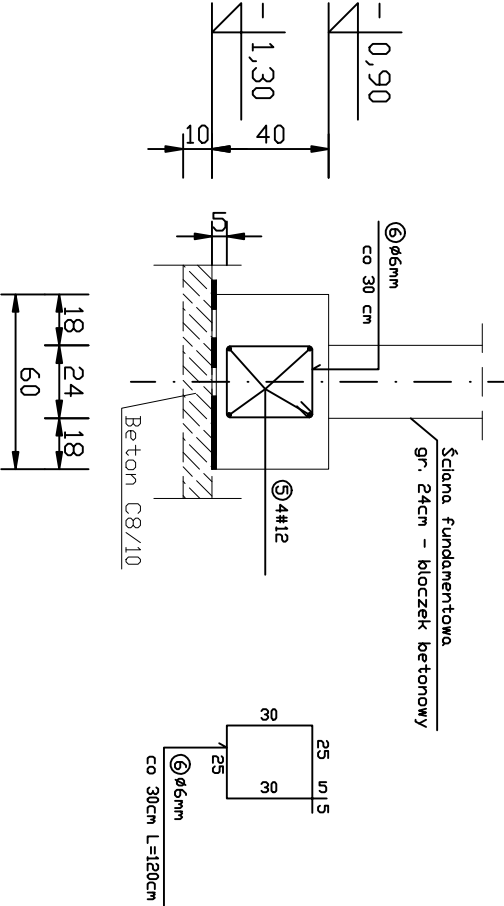 -
0,90
-
1,30
10
40
5
⑥ø6mm
co 30 cm
Ściana fundamentowa
gr. 24cm - bloczek betonowy
⑤4#12
18
24
18
60
Beton C8/10
30
25
5
5
30
25
⑥ø6mm
co 30cm L=120cm